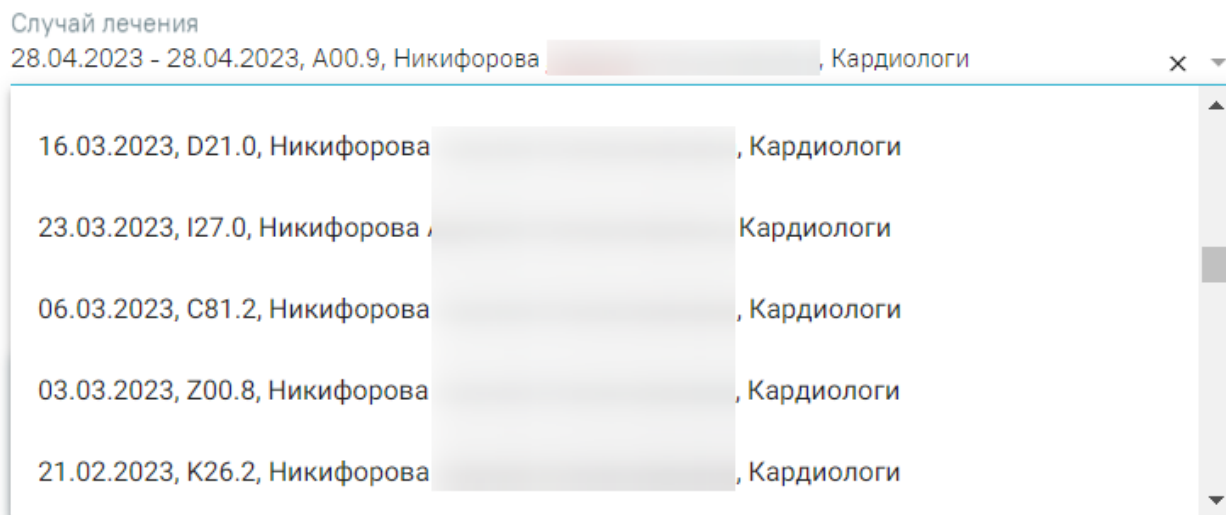 Случай лечения
28.04.2023 - 28.04.2023, A00.9, Никифорова , Кардиологи
16.03.2023, D21.0, Никифорова , Кардиологи
23.03.2023, I27.0, Никифорова Кардиологи
06.03.2023, C81.2, Никифорова , Кардиологи
03.03.2023, Z00.8, Никифорова , Кардиологи
21.02.2023, K26.2, Никифорова , Кардиологи